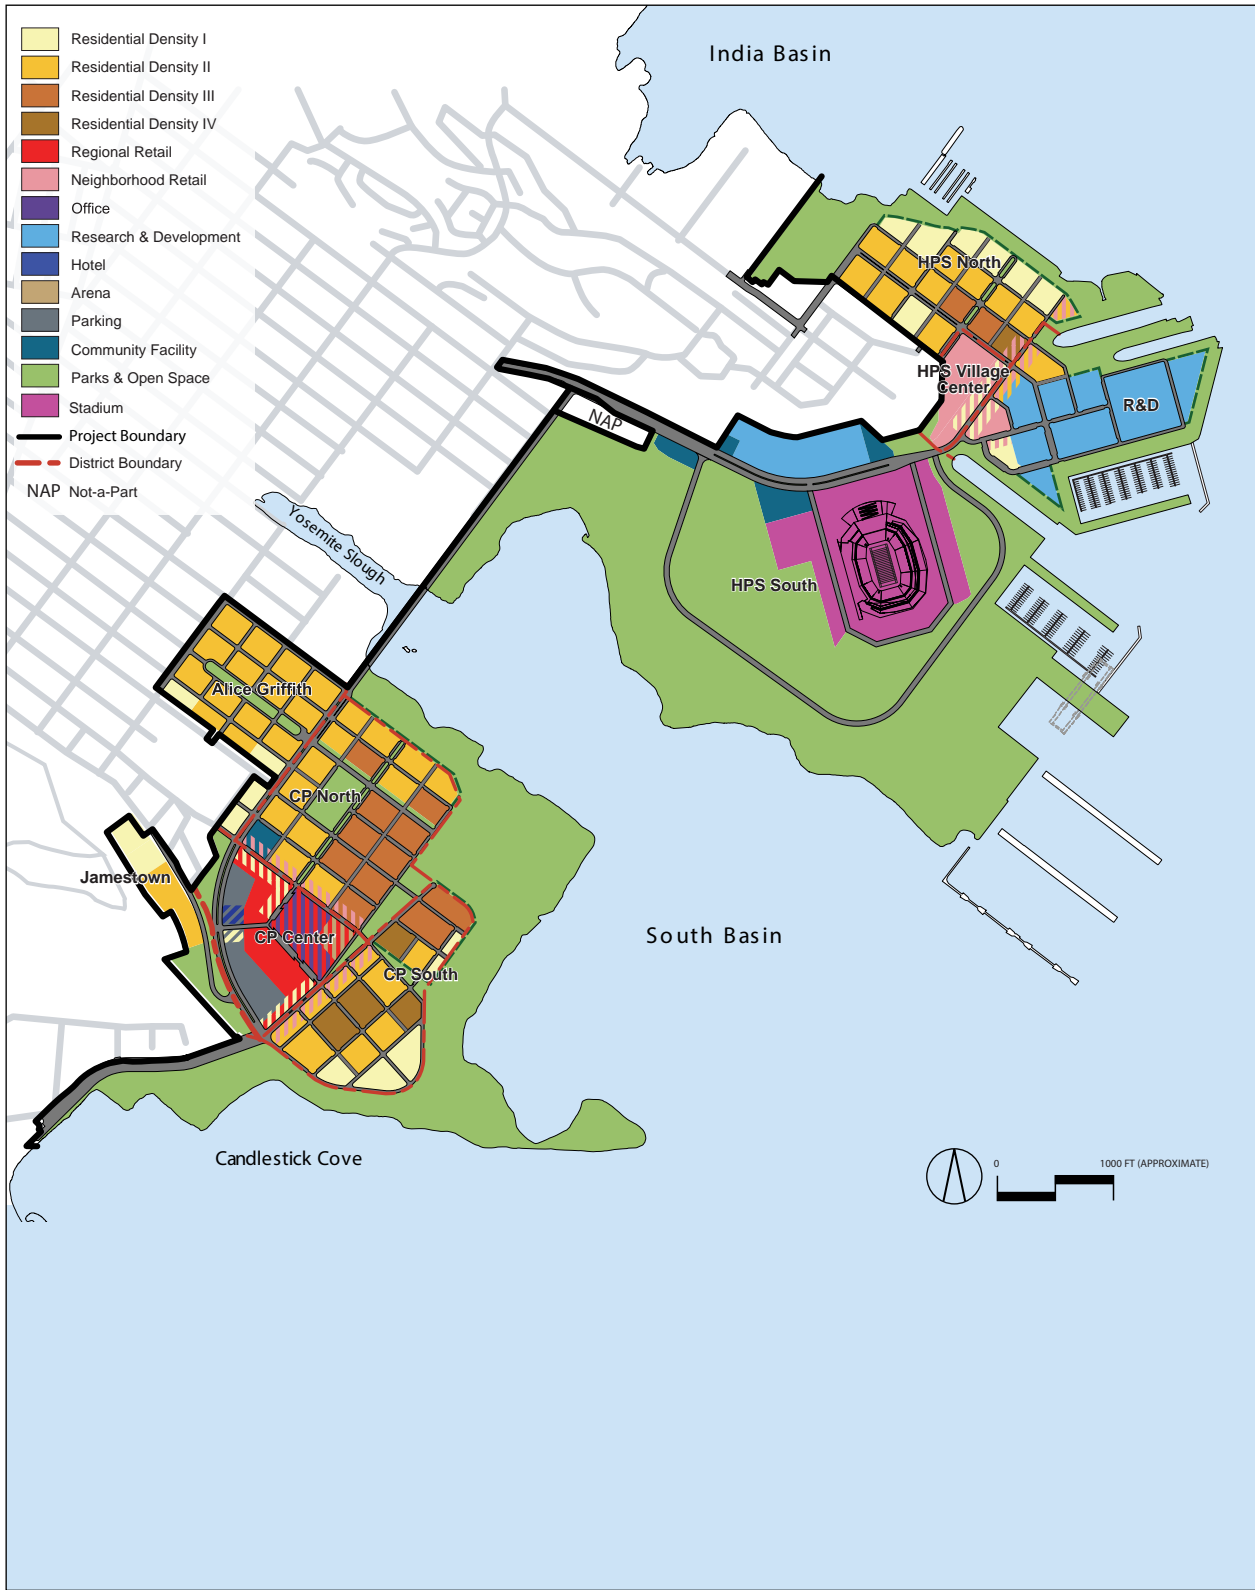 Residential Density I
Residential Density II
Residential Density III
Residential Density IV
Regional Retail
Neighborhood Retail
Office
Research & Development
Hotel
Arena
Parking
Community Facility
Parks & Open Space
Stadium
Project Boundary
District Boundary
NAP Not-a-Part
India Basin
HPS North
HPS Village
Center
R&D
NAP
Yosemite Slough
HPS South
Alice Griffith
CP North
Jamestown
CP Center
South Basin
CP South
Candlestick Cove
0 1000 FT (APPROXIMATE)